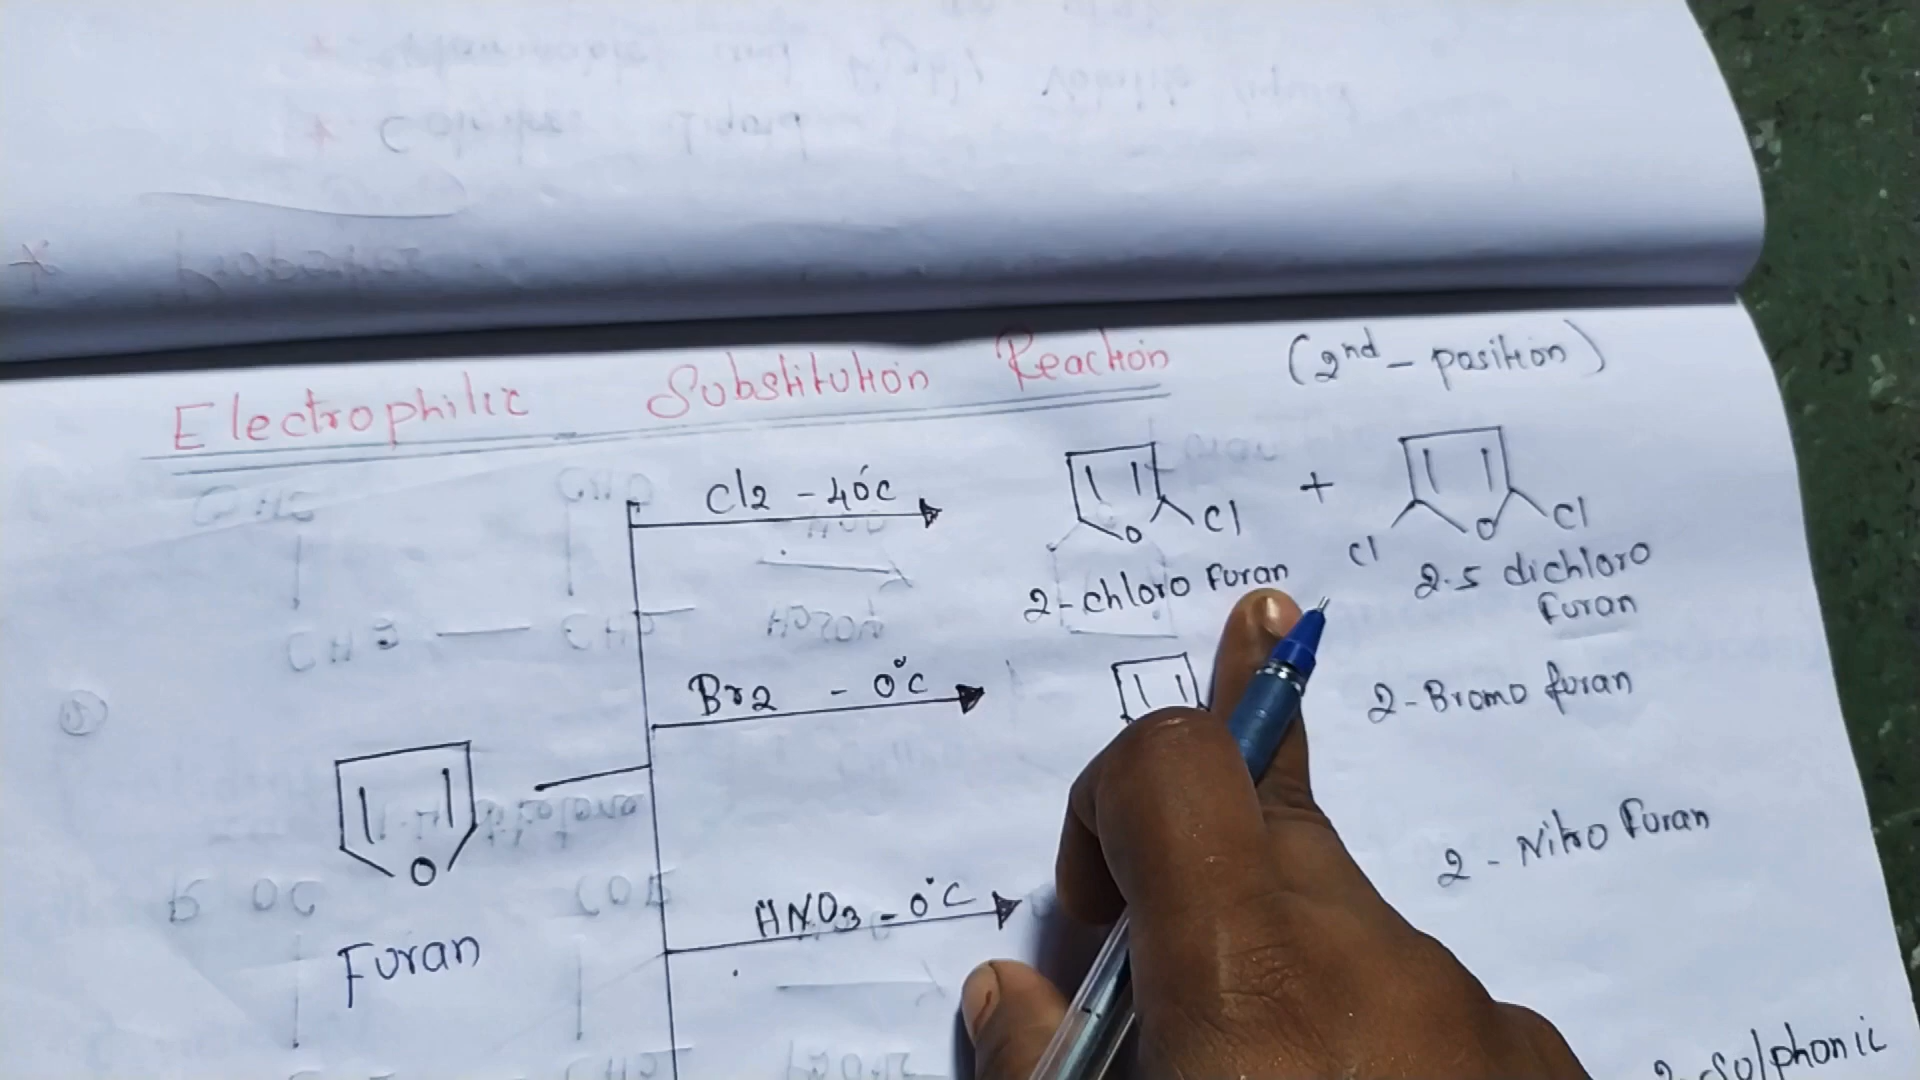 Electrophilic Substitution Reaction (2nd - position)
Cl2 - 40°C
O Cl + Cl O Cl
2-chloro Furan
2.5 dichloro
Furan
Br2 - 0°C
2-Bromo furan
O
Furan
HNO3 - 0°C
2 - Nitro Furan
2-Sulphonic